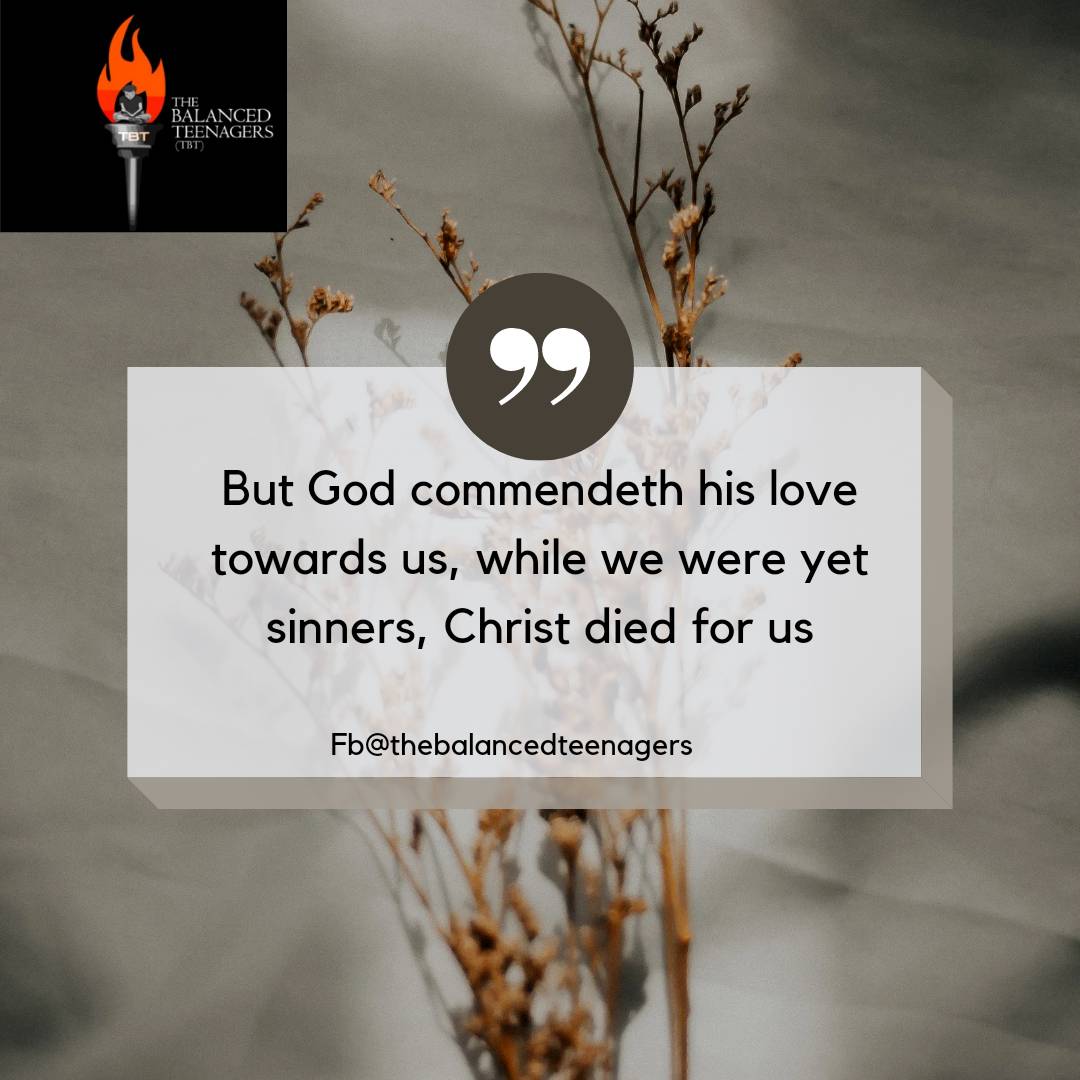 THE
BALANCED
TEENAGERS
(TBT)
TBT
”
But God commendeth his love
towards us, while we were yet
sinners, Christ died for us
Fb@thebalancedteenagers